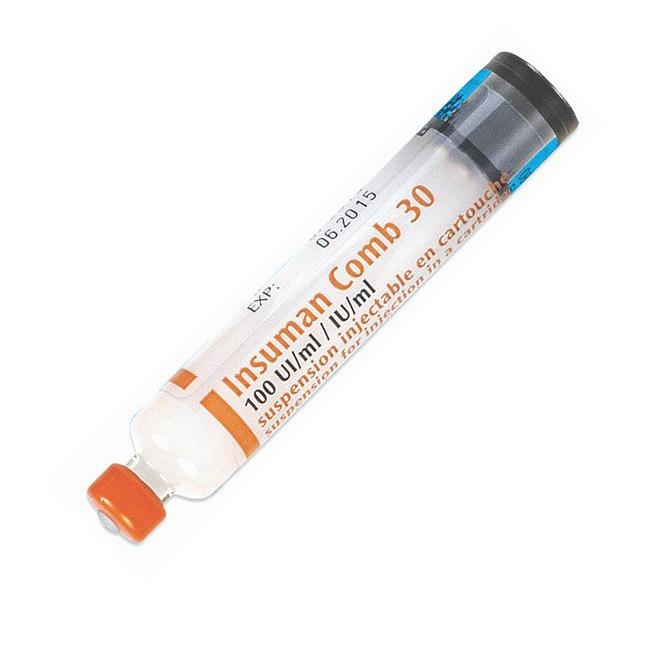 06.2015
EXP:
Insuman Comb 30
100 UI/ml / IU/ml
suspension injectable en cartouche
suspension for injection in a cartridge